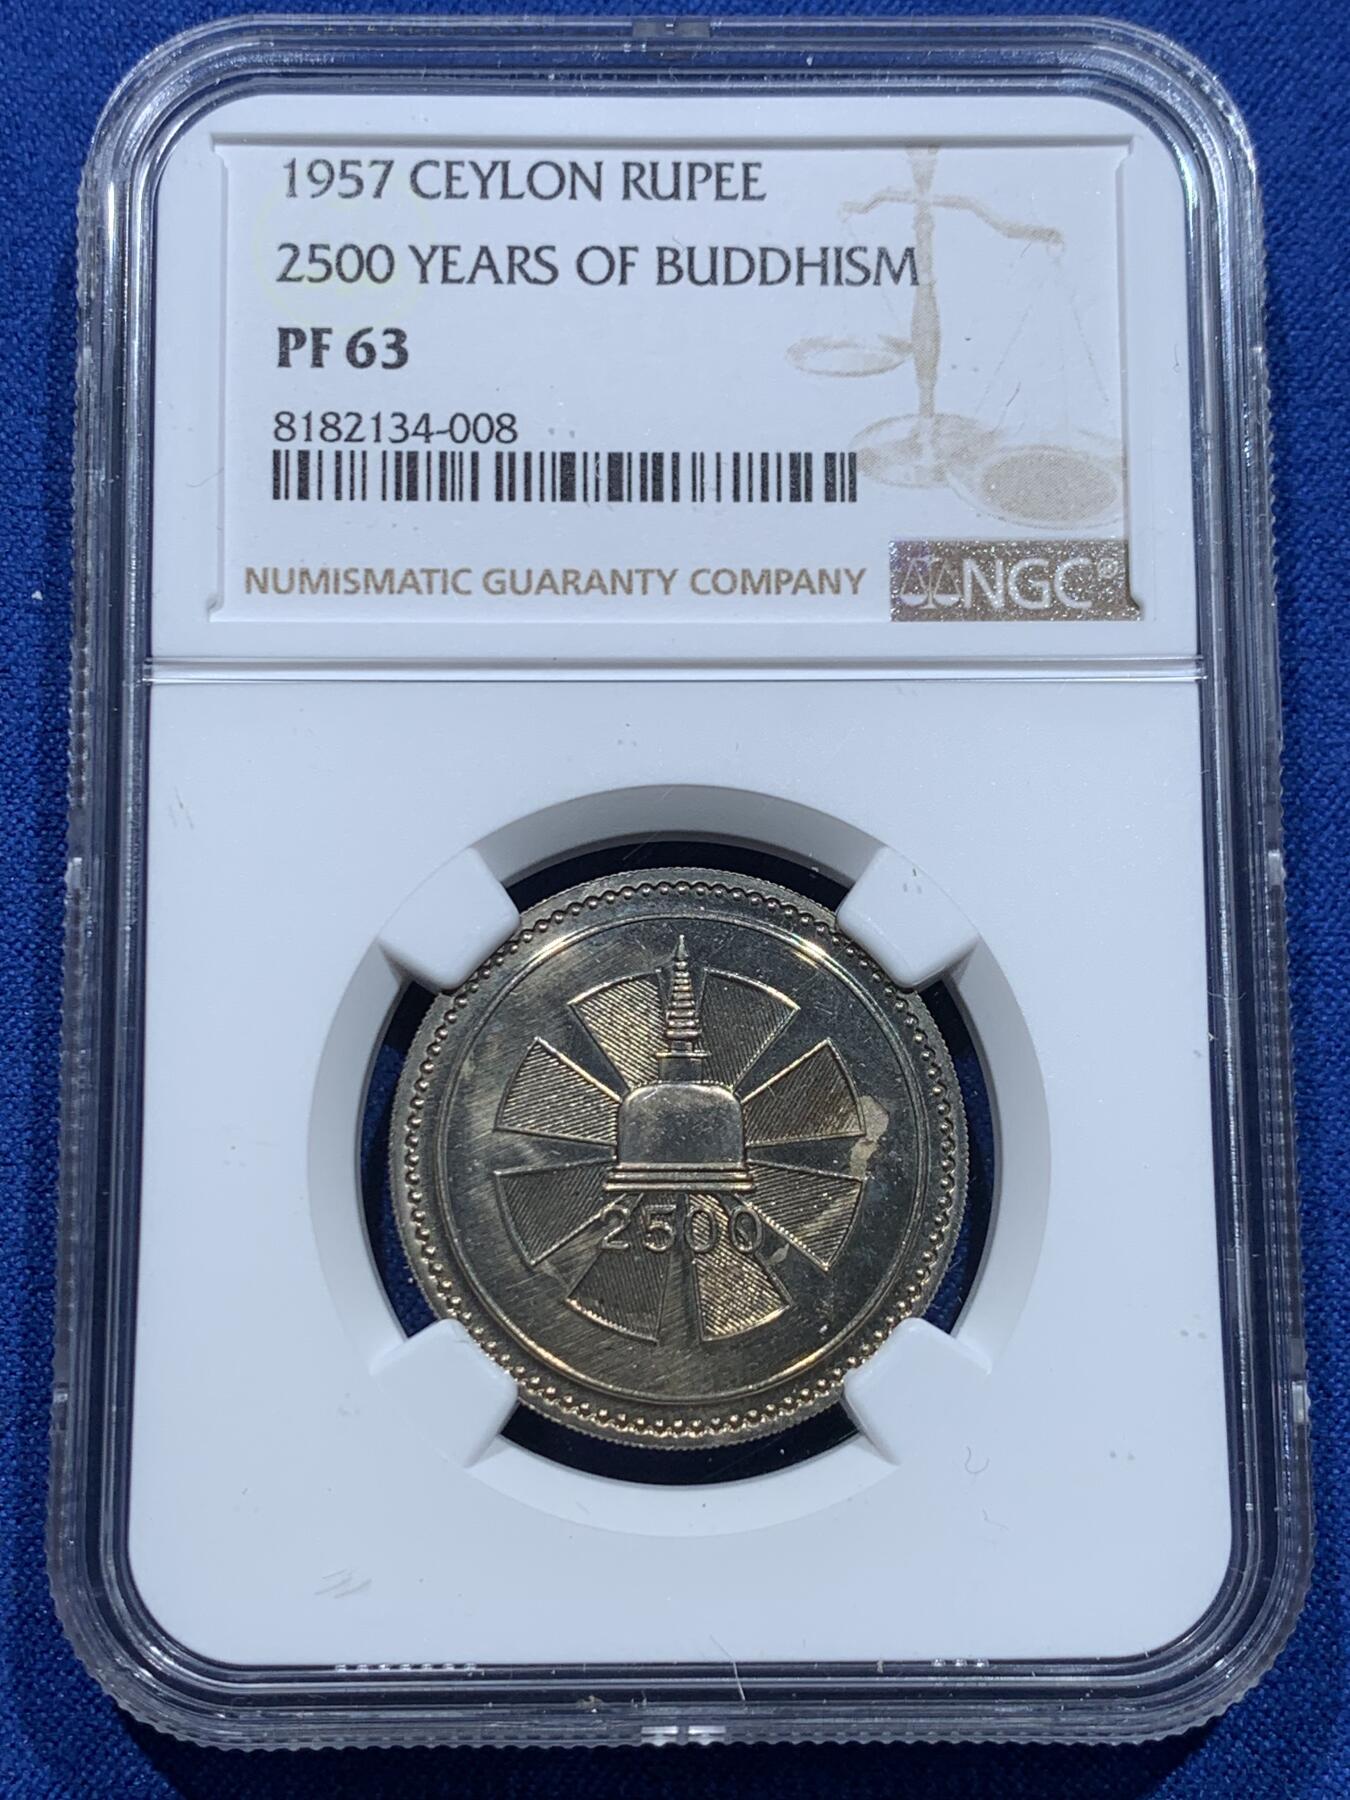 1957 CEYLON RUPEE
2500 YEARS OF BUDDHISM
PF 63
8182134-008
NUMISMATIC GUARANTY COMPANY
NGC®
2500